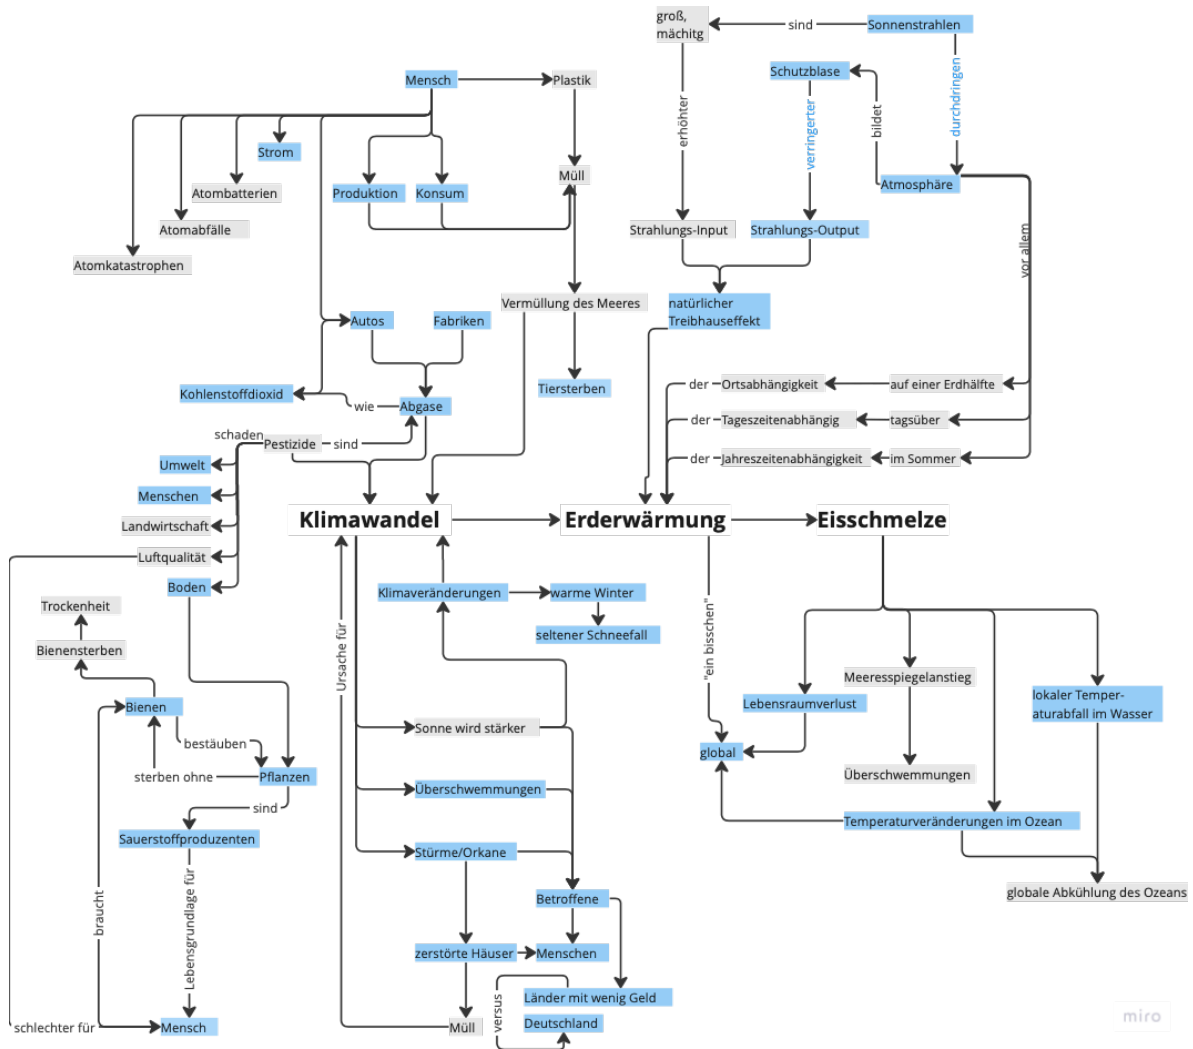 groß,
mächitg
sind
Sonnenstrahlen
Mensch
Plastik
Schutzblase
erhöhter
verringerter
bildet
durchdringen
Strom
Atombatterien
Produktion
Konsum
Müll
Atmosphäre
Atomabfälle
Strahlungs-Input
Strahlungs-Output
vor allem
Atomkatastrophen
Vermüllung des Meeres
natürlicher
Treibhauseffekt
Autos
Fabriken
Tiersterben
Kohlenstoffdioxid
wie
Abgase
der
Ortsabhängigkeit
auf einer Erdhälfte
der
Tageszeitenabhängig
tagsüber
schaden
Pestizide
sind
der
Jahreszeitenabhängigkeit
im Sommer
Umwelt
Menschen
Landwirtschaft
Klimawandel
Erderwärmung
Eisschmelze
Luftqualität
Boden
Klimaveränderungen
warme Winter
Trockenheit
seltener Schneefall
Bienensterben
Ursache für
"ein bisschen"
Meeresspiegelanstieg
Bienen
Lebensraumverlust
lokaler Temper-
aturabfall im Wasser
Sonne wird stärker
bestäuben
global
sterben ohne
Pflanzen
Überschwemmungen
Überschwemmungen
sind
Temperaturveränderungen im Ozean
Sauerstoffproduzenten
Stürme/Orkane
braucht
Lebensgrundlage für
Betroffene
globale Abkühlung des Ozeans
zerstörte Häuser
Menschen
versus
Länder mit wenig Geld
schlechter für
Mensch
Müll
Deutschland
miro